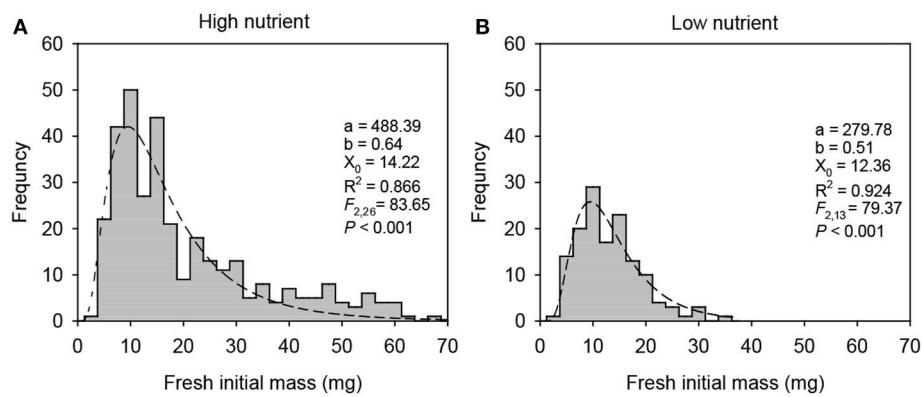 A High nutrient
60
50
40
30
20
10
0
Frequncy
a = 488.39
b = 0.64
X0 = 14.22
R2 = 0.866
F2,26 = 83.65
P < 0.001
0 10 20 30 40 50 60 70
Fresh initial mass (mg)
B Low nutrient
60
50
40
30
20
10
0
Frequncy
a = 279.78
b = 0.51
X0 = 12.36
R2 = 0.924
F2,13 = 79.37
P < 0.001
0 10 20 30 40 50 60 70
Fresh initial mass (mg)